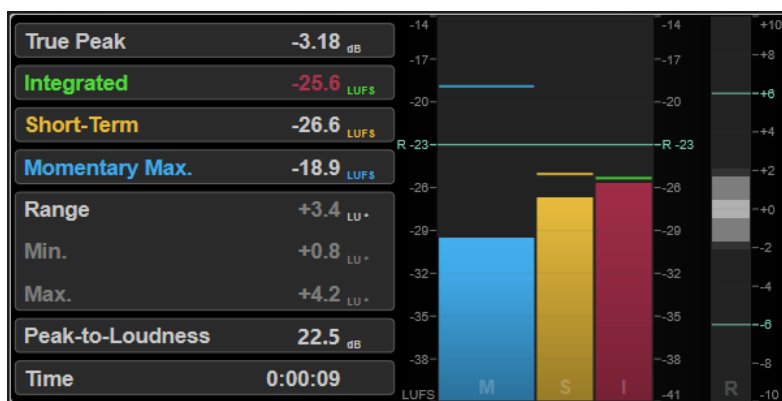 True Peak -3.18 dB
Integrated -25.6 LUFS
Short-Term -26.6 LUFS
Momentary Max. -18.9 LUFS
Range +3.4 LU
Min. +0.8 LU
Max. +4.2 LU
Peak-to-Loudness 22.5 dB
Time 0:00:09
-14
-17
-20
R -23
-26
-29
-32
-35
-38
LUFS
M S I
-14
-17
-20
R -23
-26
-29
-32
-35
-38
-41
+10
+8
+6
+4
+2
+0
-2
-4
-6
-8
-10
R